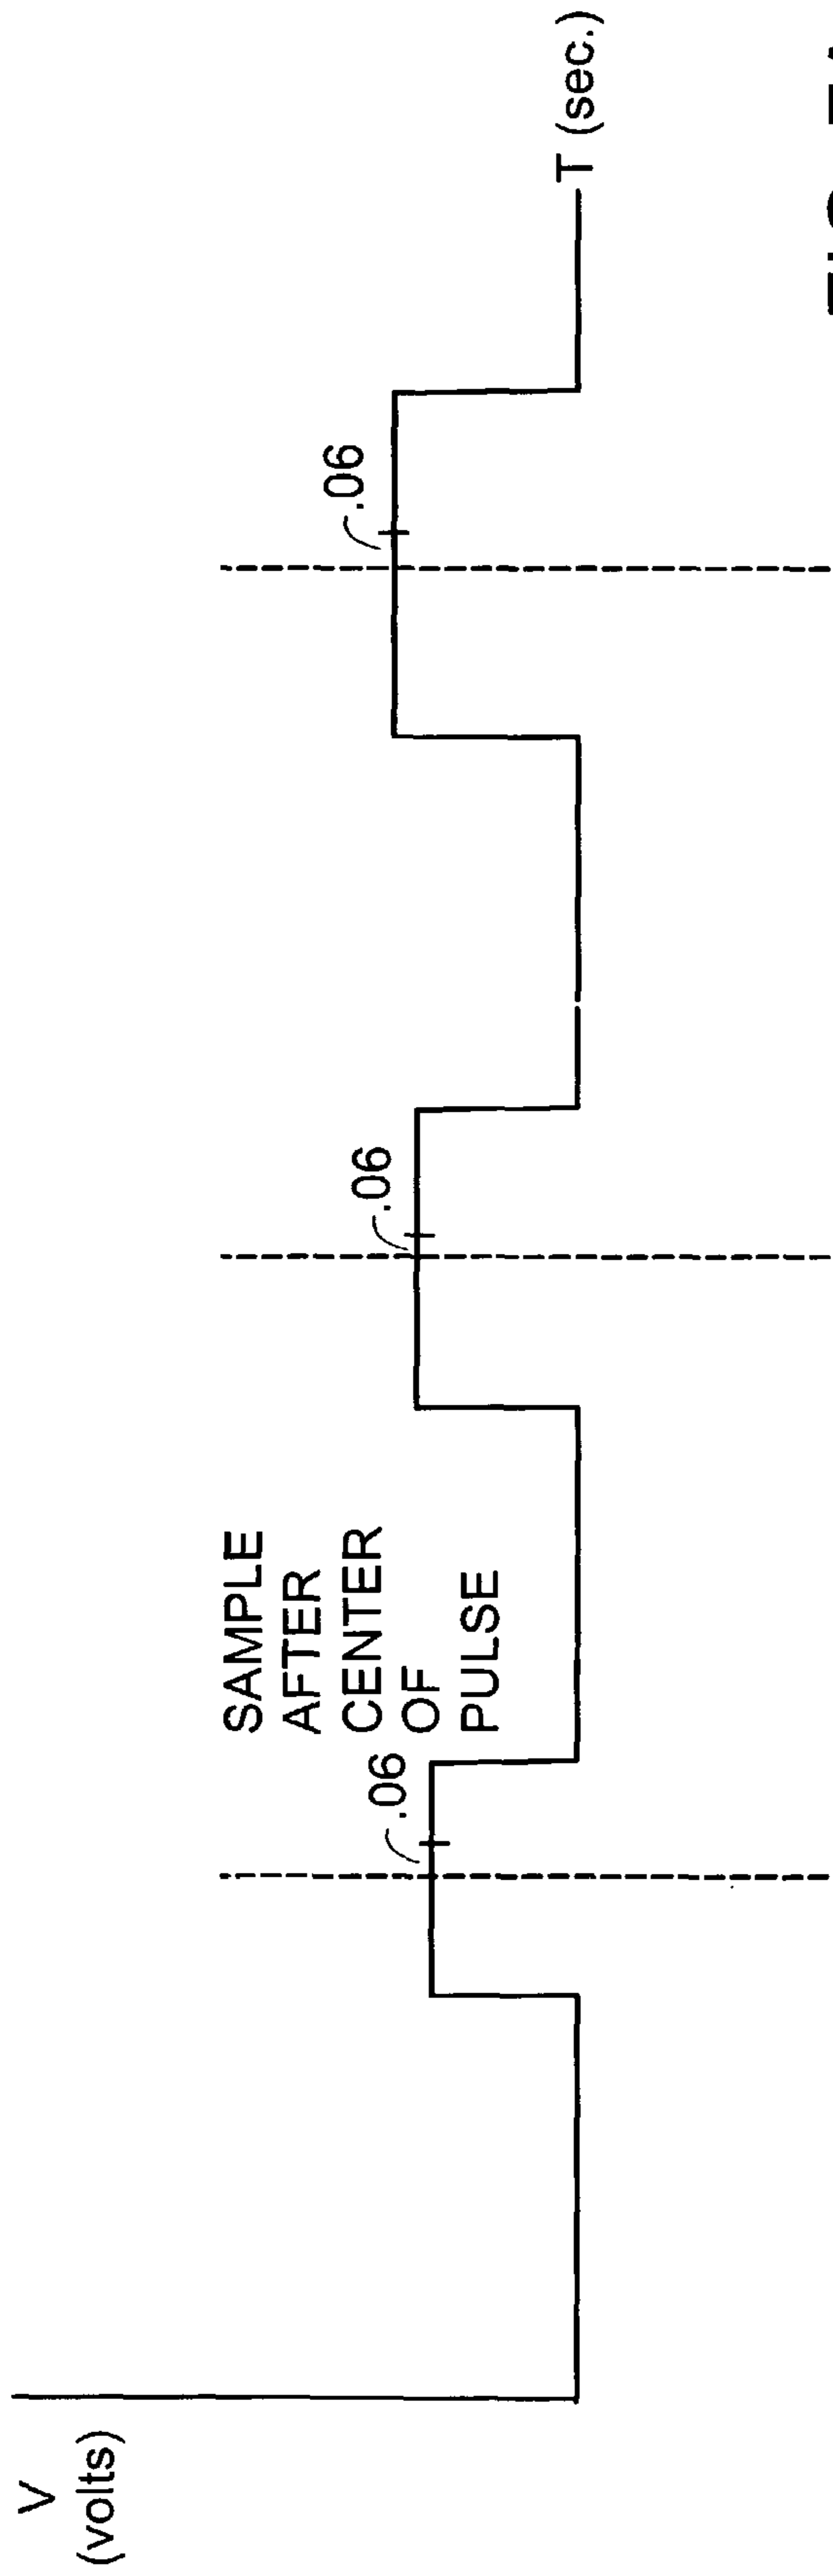 V
(volts)
SAMPLE
AFTER
CENTER
OF
PULSE
.06
.06
.06
T (sec.)